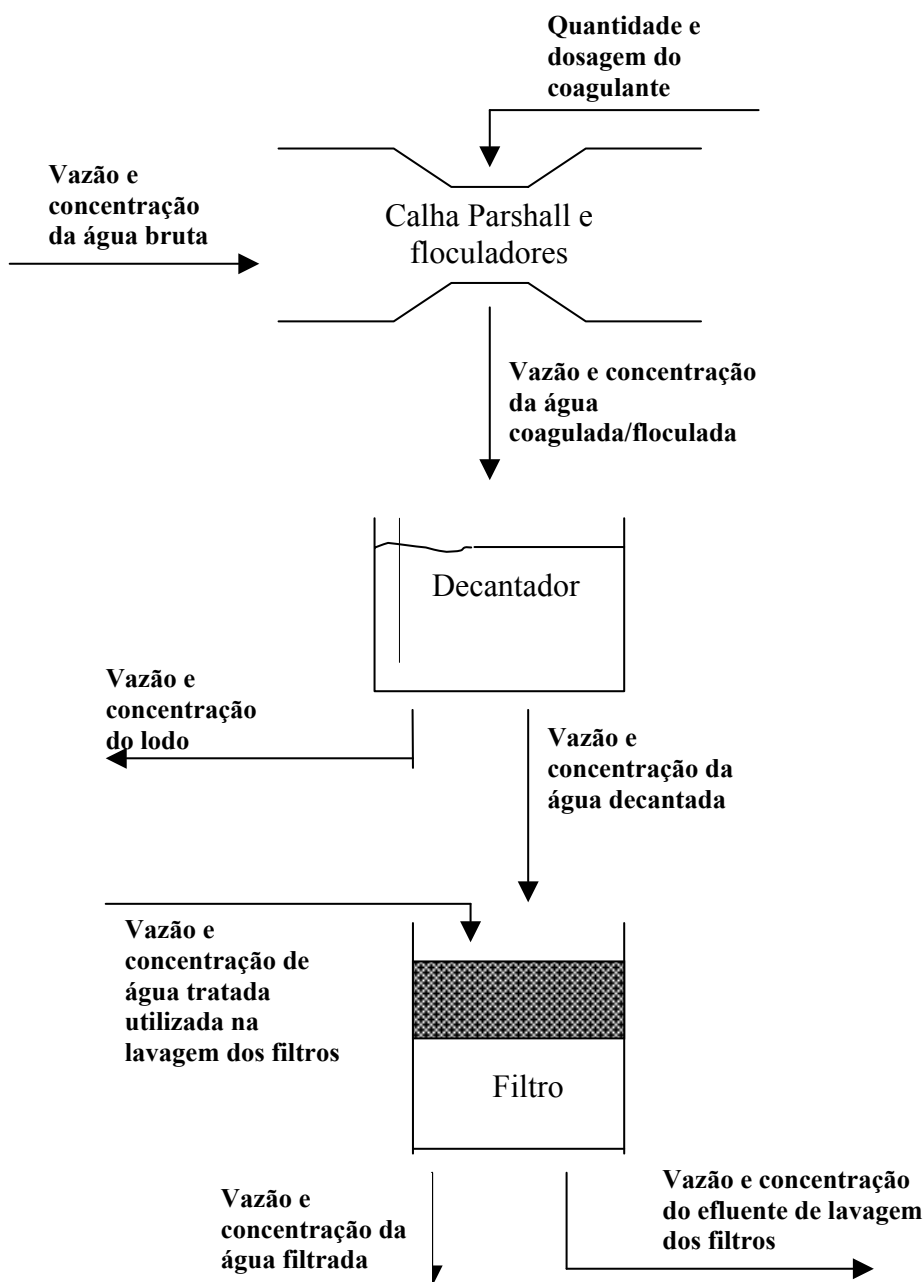 Quantidade e
dosagem do
coagulante
Vazão e
concentração
da água bruta
Calha Parshall e
floculadores
Vazão e concentração
da água
coagulada/floculada
Decantador
Vazão e
concentração
do lodo
Vazão e
concentração da
água decantada
Vazão e
concentração de
água tratada
utilizada na
lavagem dos filtros
Filtro
Vazão e
concentração da
água filtrada
Vazão e concentração
do efluente de lavagem
dos filtros